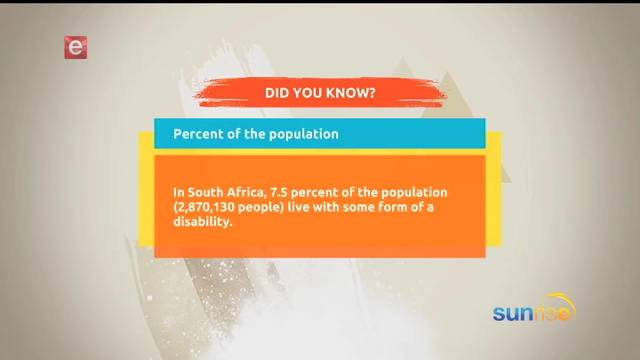 e
DID YOU KNOW?
Percent of the population
In South Africa, 7.5 percent of the population
(2,870,130 people) live with some form of a
disability.
sunrise